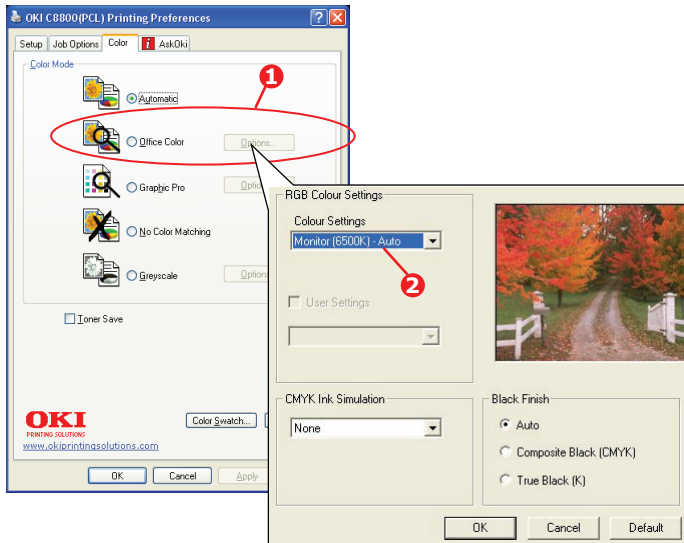 OKI C8800(PCL) Printing Preferences
Setup Job Options Color AskOki
Color Mode
1
Automatic
Office Color Options...
Graphic Pro
No Color Matching
Greyscale
Toner Save
OKI
PRINTING SOLUTIONS
www.okiprintingsolutions.com
Color Swatch...
OK Cancel Apply
RGB Colour Settings
Colour Settings
Monitor (6500K) - Auto
2
User Settings
CMYK Ink Simulation
None
Black Finish
Auto
Composite Black (CMYK)
True Black (K)
OK Cancel Default